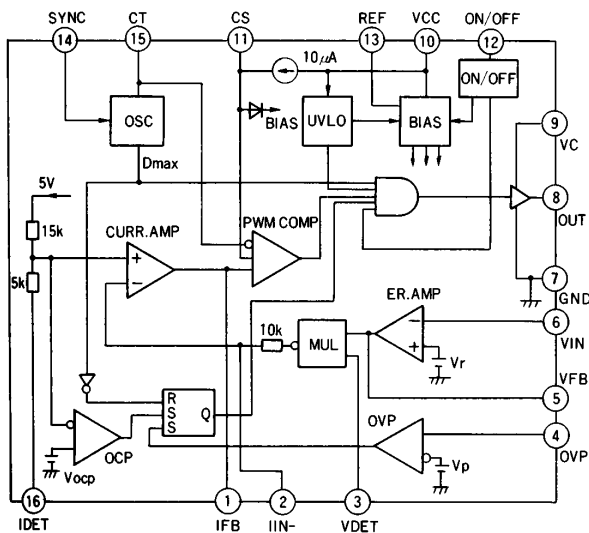 SYNC CT CS REF VCC ON/OFF
14 15 11 13 10 12
10μA
ON/OFF
OSC
BIAS UVLO BIAS
9
VC
Dmax
5V
8
OUT
15k
CURR.AMP
PWM COMP
+
−
5k
7
GND
ER.AMP
6
VIN
10k
MUL
−
+
Vr
VFB
5
R
S
S
Q
OVP
4
OVP
OCP
Vocp
Vp
16 1 2 3
IDET IFB IIN- VDET